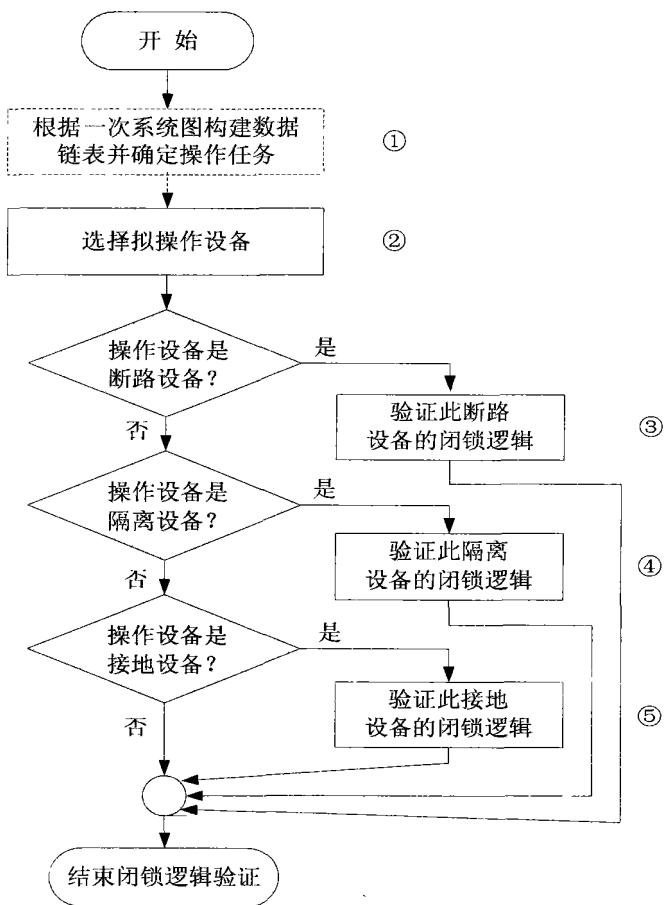 开 始
根据一次系统图构建数据
链表并确定操作任务
①
选择拟操作设备
②
操作设备是
断路设备?
是
验证此断路
设备的闭锁逻辑
③
否
操作设备是
隔离设备?
是
验证此隔离
设备的闭锁逻辑
④
否
操作设备是
接地设备?
是
验证此接地
设备的闭锁逻辑
⑤
否
结束闭锁逻辑验证